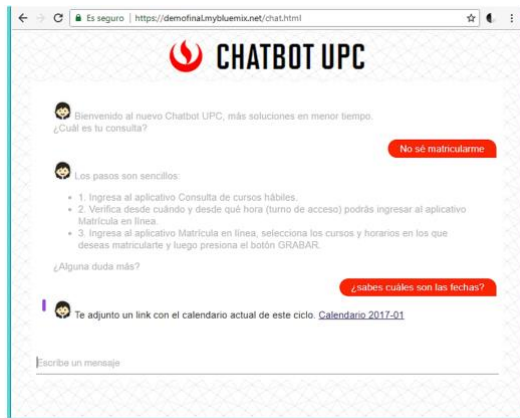 Es seguro | https://demofinal.mybluemix.net/chat.html
CHATBOT UPC
Bienvenido al nuevo Chatbot UPC, más soluciones en menor tiempo.
¿Cuál es tu consulta?
No sé matricularme
Los pasos son sencillos:
• 1. Ingresa al aplicativo Consulta de cursos hábiles.
• 2. Verifica desde cuándo y desde qué hora (turno de acceso) podrás ingresar al aplicativo
Matrícula en línea.
• 3. Ingresa al aplicativo Matrícula en línea, selecciona los cursos y horarios en los que
deseas matricularte y luego presiona el botón GRABAR.
¿Alguna duda más?
¿sabes cuáles son las fechas?
Te adjunto un link con el calendario actual de este ciclo. Calendario 2017-01
Escribe un mensaje